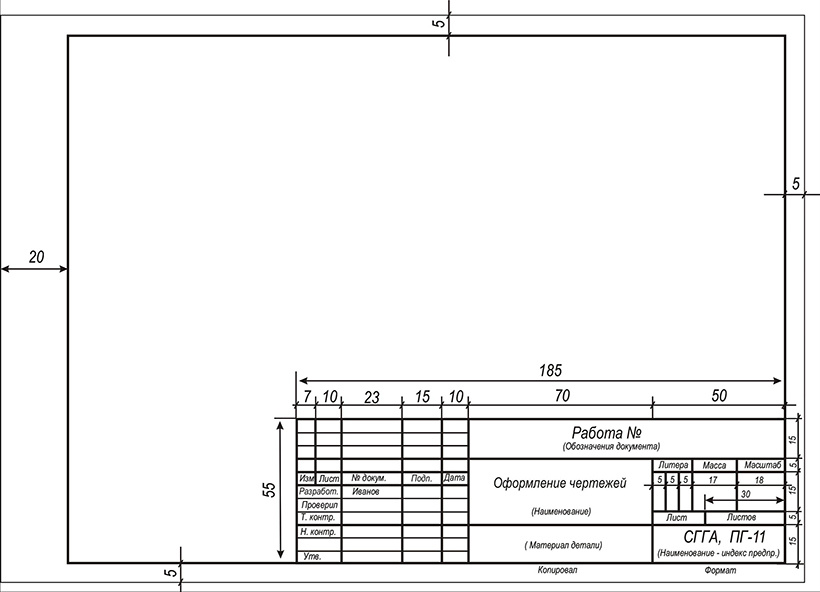 5
5
20
185
7 10 23 15 10 70 50
Работа №
(Обозначения документа)
15
Литера Масса Масштаб
5
Изм Лист № докум. Подп. Дата
5 5 5 17 18
Оформление чертежей
15
55
Разработ. Иванов
30
Проверил
(Наименование)
Т. контр.
Лист Листов
5
Н. контр.
СГГА, ПГ-11
15
( Материал детали)
(Наименование - индекс предпр.)
Утв.
5
Копировал Формат